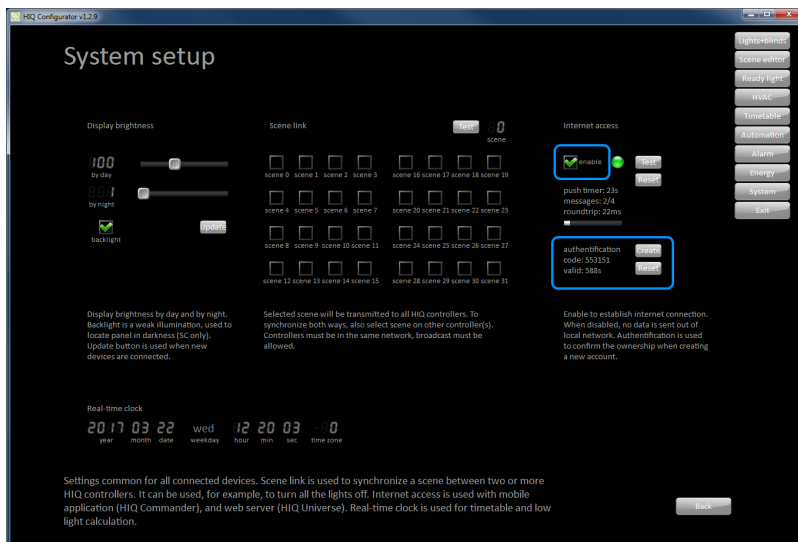 HIQ Configurator v1.2.9
System setup
Lights+blinds
Scene editor
Ready light
HVAC
Timetable
Automation
Alarm
Energy
System
Exit
Display brightness
100
by day
1
by night
backlight
Update
Display brightness by day and by night.
Backlight is a weak illumination, used to
locate panel in darkness (SC only).
Update button is used when new
devices are connected.
Scene link
Test
0
scene
scene 0 scene 1 scene 2 scene 3 scene 16 scene 17 scene 18 scene 19
scene 4 scene 5 scene 6 scene 7 scene 20 scene 21 scene 22 scene 23
scene 8 scene 9 scene 10 scene 11 scene 24 scene 25 scene 26 scene 27
scene 12 scene 13 scene 14 scene 15 scene 28 scene 29 scene 30 scene 31
Selected scene will be transmitted to all HIQ controllers. To
synchronize both ways, also select scene on other controller(s).
Controllers must be in the same network, broadcast must be
allowed.
Internet access
enable
Test
Reset
push timer: 23s
messages: 2/4
roundtrip: 22ms
authentification
code: 553151
valid: 588s
Create
Reset
Enable to establish internet connection.
When disabled, no data is sent out of
local network. Authentification is used
to confirm the ownership when creating
a new account.
Real-time clock
2017 03 22 wed 12 20 03 0
year month date weekday hour min sec time zone
Settings common for all connected devices. Scene link is used to synchronize a scene between two or more
HIQ controllers. It can be used, for example, to turn all the lights off. Internet access is used with mobile
application (HIQ Commander), and web server (HIQ Universe). Real-time clock is used for timetable and low
light calculation.
Back